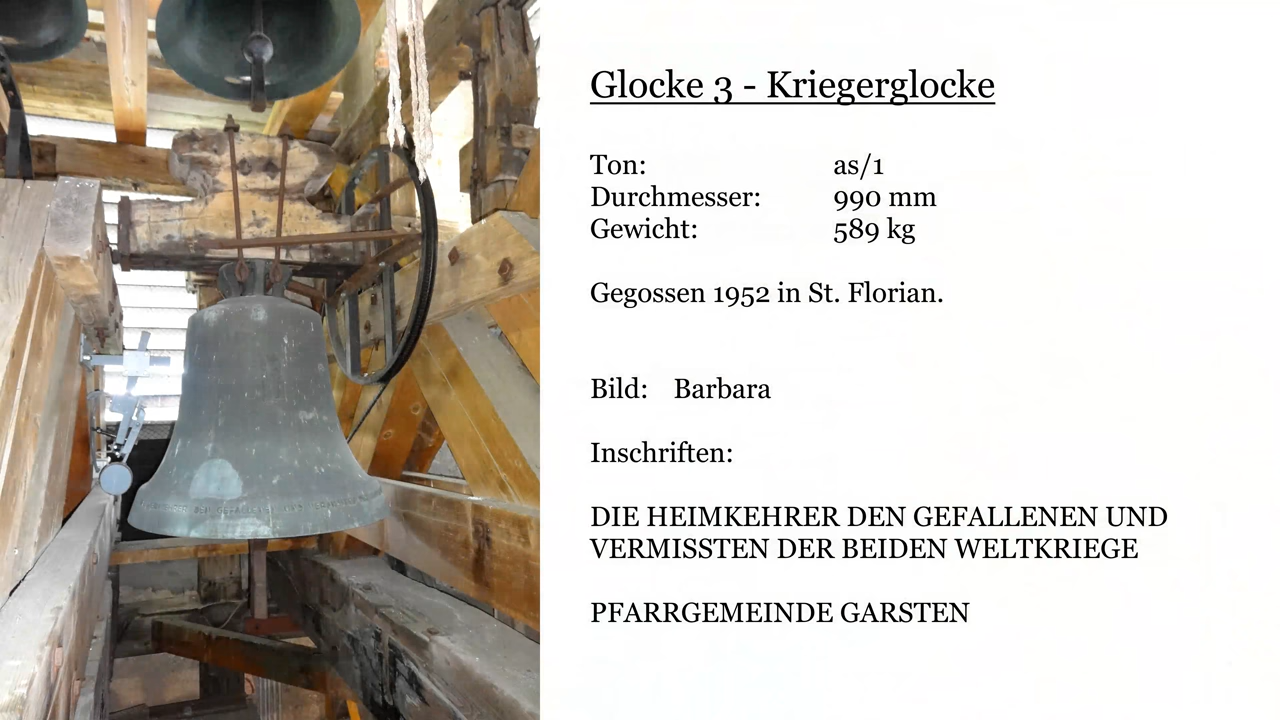 Glocke 3 - Kriegerglocke
Ton: as/1
Durchmesser: 990 mm
Gewicht: 589 kg
Gegossen 1952 in St. Florian.
Bild: Barbara
Inschriften:
DIE HEIMKEHRER DEN GEFALLENEN UND
VERMISSTEN DER BEIDEN WELTKRIEGE
PFARRGEMEINDE GARSTEN